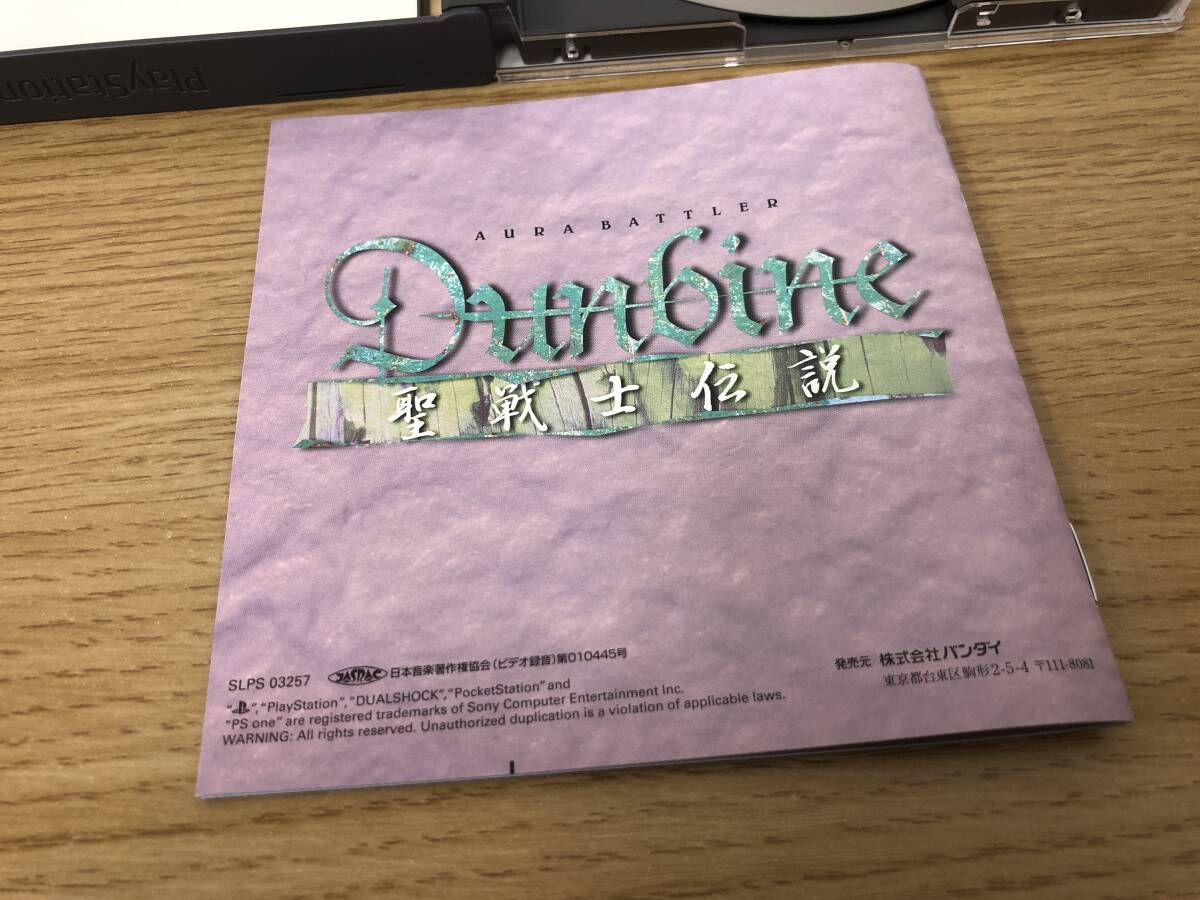 PlayStation
AURA BATTLER
Dunbine
聖戦士伝説
SLPS 03257
JASRAC
日本音楽著作権協会(ビデオ録音)第010445号
" ", "PlayStation", "DUALSHOCK", "PocketStation" and
"PS one" are registered trademarks of Sony Computer Entertainment Inc.
WARNING: All rights reserved. Unauthorized duplication is a violation of applicable laws.
発売元 株式会社バンダイ
東京都台東区駒形2-5-4 〒111-8081